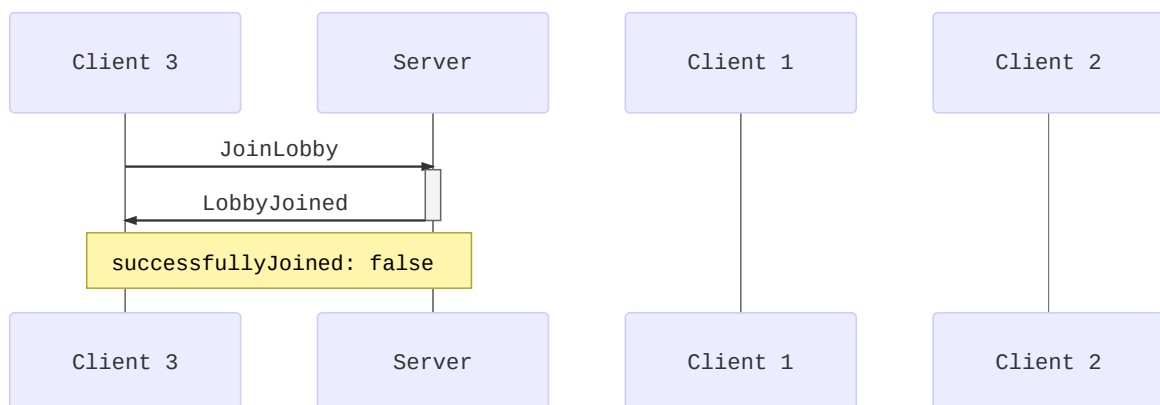 Client 3
Server
Client 1
Client 2
JoinLobby
LobbyJoined
successfullyJoined: false
Client 3
Server
Client 1
Client 2